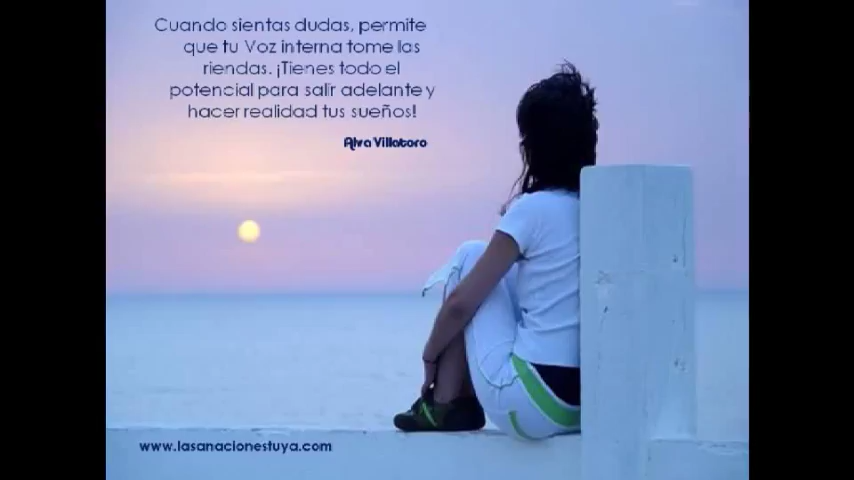 Cuando sientas dudas, permite
que tu Voz interna tome las
riendas. ¡Tienes todo el
potencial para salir adelante y
hacer realidad tus sueños!
Alva Villatoro
www.lasanacionestuya.com